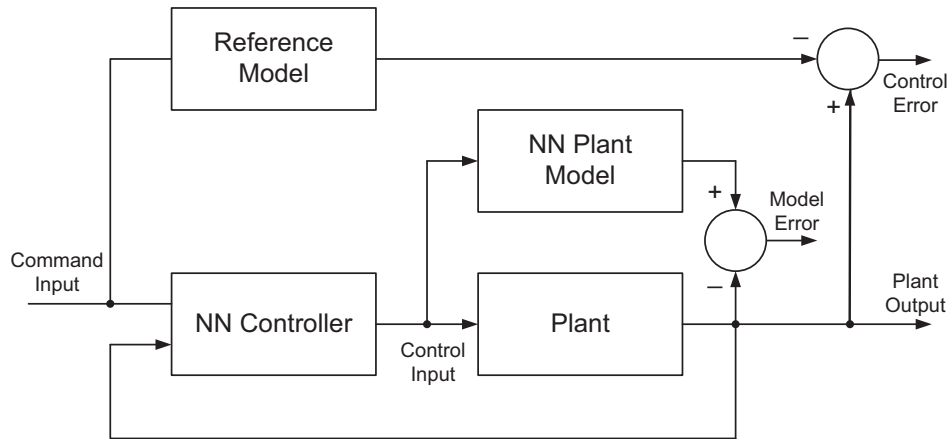 Reference
Model
−
Control
Error
+
NN Plant
Model
+
Model
Error
Command
Input
−
Plant
Output
NN Controller
Plant
Control
Input